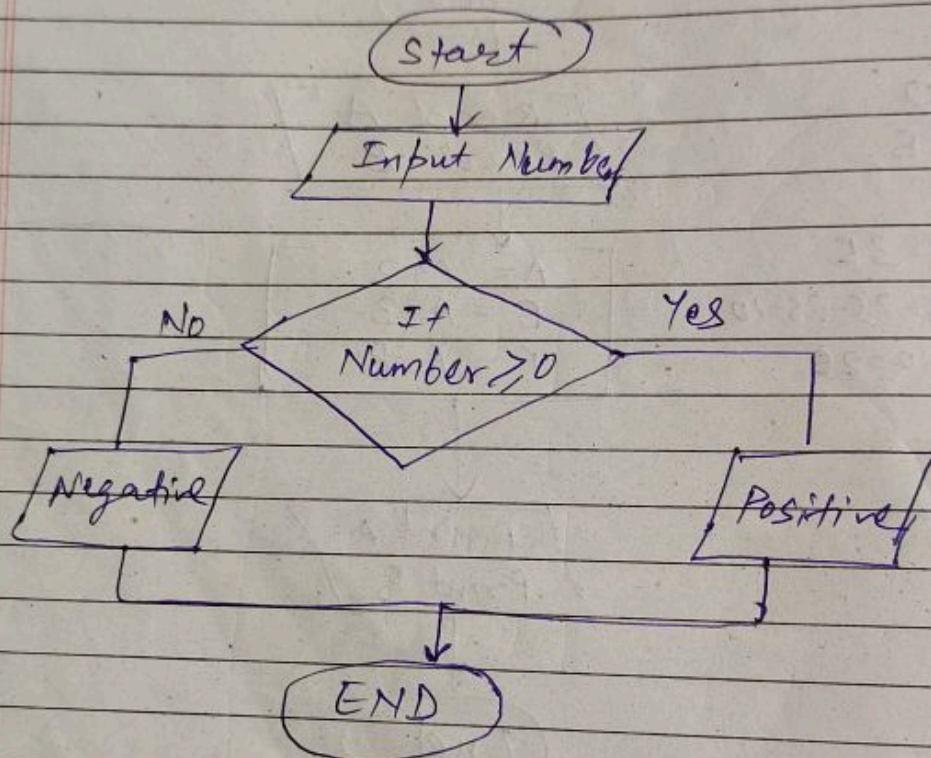 Start
Input Number
If
Number ≥ 0
No
Yes
Negative
Positive
END